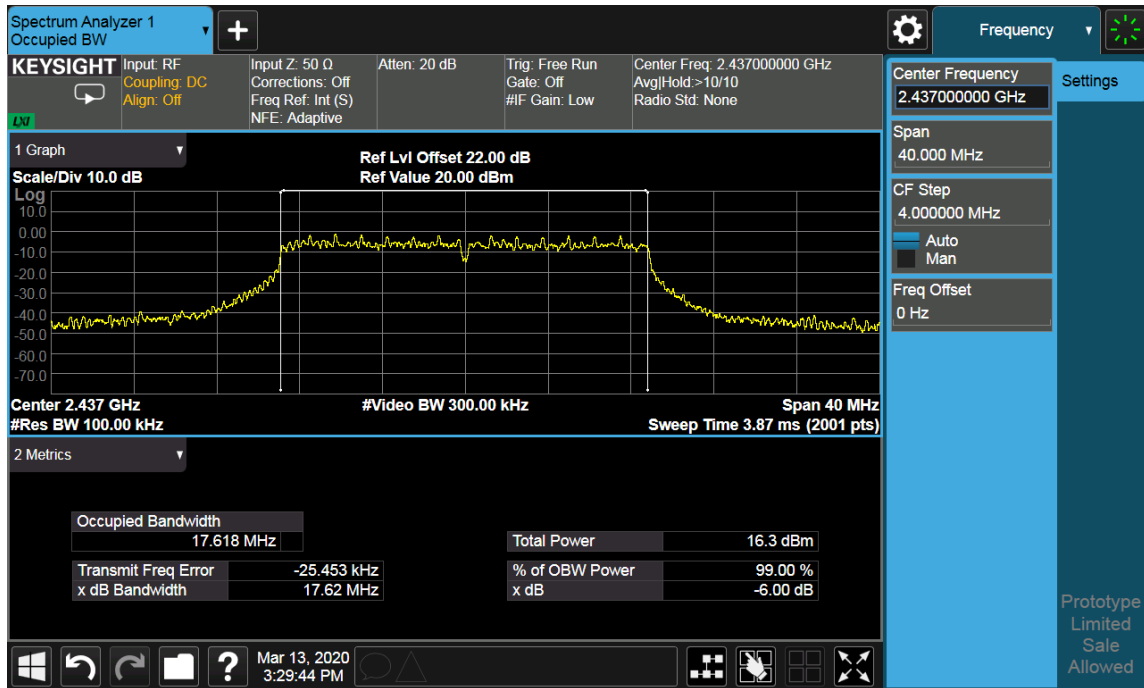 Spectrum Analyzer 1
Occupied BW
+
Frequency
KEYSIGHT
LXI
Input: RF
Coupling: DC
Align: Off
Input Z: 50 Ω
Corrections: Off
Freq Ref: Int (S)
NFE: Adaptive
Atten: 20 dB
Trig: Free Run
Gate: Off
#IF Gain: Low
Center Freq: 2.437000000 GHz
Avg|Hold:>10/10
Radio Std: None
Center Frequency
2.437000000 GHz
Settings
Span
40.000 MHz
CF Step
4.000000 MHz
Auto
Man
Freq Offset
0 Hz
1 Graph
Scale/Div 10.0 dB
Ref Lvl Offset 22.00 dB
Ref Value 20.00 dBm
Log
10.0
0.00
-10.0
-20.0
-30.0
-40.0
-50.0
-60.0
-70.0
Center 2.437 GHz
#Video BW 300.00 kHz
Span 40 MHz
#Res BW 100.00 kHz
Sweep Time 3.87 ms (2001 pts)
2 Metrics
Occupied Bandwidth
17.618 MHz
Total Power 16.3 dBm
Transmit Freq Error -25.453 kHz
% of OBW Power 99.00 %
x dB Bandwidth 17.62 MHz
x dB -6.00 dB
Prototype
Limited
Sale
Allowed
?
Mar 13, 2020
3:29:44 PM